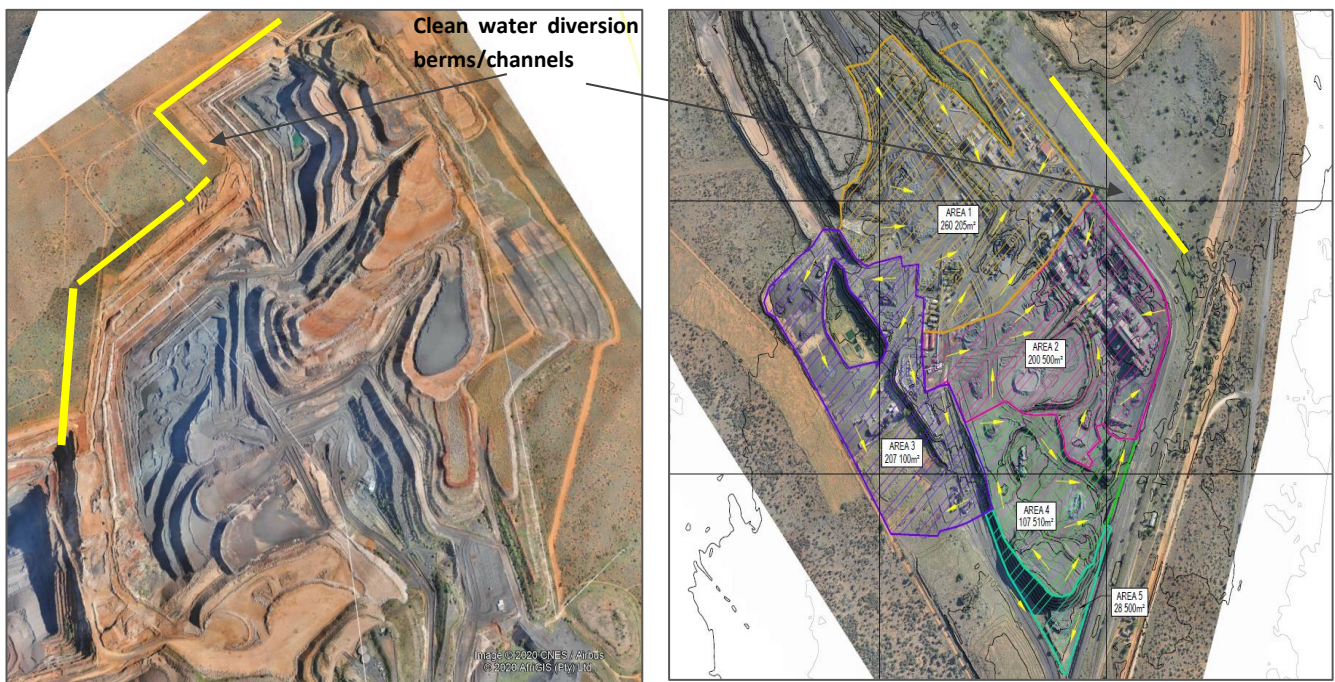 Clean water diversion
berms/channels
AREA 1
260 205m²
AREA 2
200 500m²
AREA 3
207 100m²
AREA 4
107 510m²
AREA 5
28 500m²
Image © 2020 CNES / Airbus
© 2020 AfriGIS (Pty) Ltd.